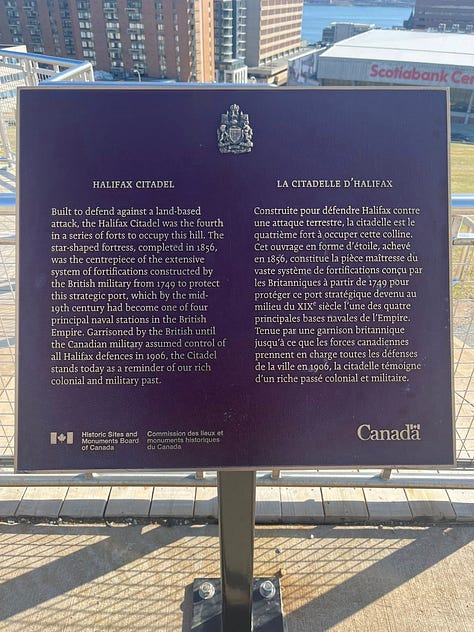 Scotiabank Ce
HALIFAX CITADEL
Built to defend against a land-based
attack, the Halifax Citadel was the fourth
in a series of forts to occupy this hill. The
star-shaped fortress, completed in 1856,
was the centrepiece of the extensive
system of fortifications constructed by
the British military from 1749 to protect
this strategic port, which by the mid-
19th century had become one of four
principal naval stations in the British
Empire. Garrisoned by the British until
the Canadian military assumed control of
all Halifax defences in 1906, the Citadel
stands today as a reminder of our rich
colonial and military past.
LA CITADELLE D'HALIFAX
Construite pour défendre Halifax contre
une attaque terrestre, la citadelle est le
quatrième fort à occuper cette colline.
Cet ouvrage en forme d'étoile, achevé
en 1856, constitue la pièce maîtresse du
vaste système de fortifications conçu par
les Britanniques à partir de 1749 pour
protéger ce port stratégique devenu au
milieu du XIXe siècle l'une des quatre
principales bases navales de l'Empire.
Tenue par une garnison britannique
jusqu'à ce que les forces canadiennes
prennent en charge toutes les défenses
de la ville en 1906, la citadelle témoigne
d'un riche passé colonial et militaire.
Historic Sites and
Monuments Board
of Canada
Commission des lieux et
monuments historiques
du Canada
Canada